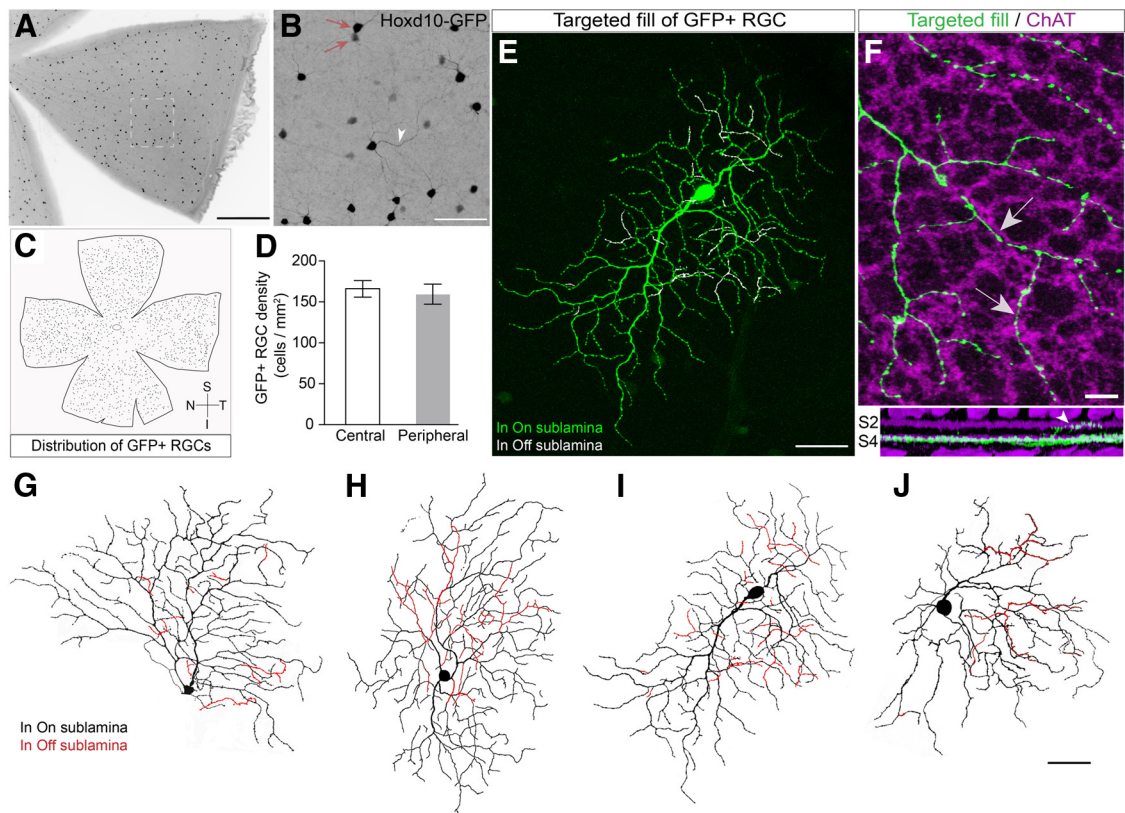 A
B
Hoxd10-GFP
Targeted fill of GFP+ RGC
E
Targeted fill / ChAT
F
C
S
N T
I
Distribution of GFP+ RGCs
D
GFP+ RGC density
(cells / mm²)
200
150
100
50
0
Central Peripheral
In On sublamina
In Off sublamina
S2
S4
G
H
I
J
In On sublamina
In Off sublamina